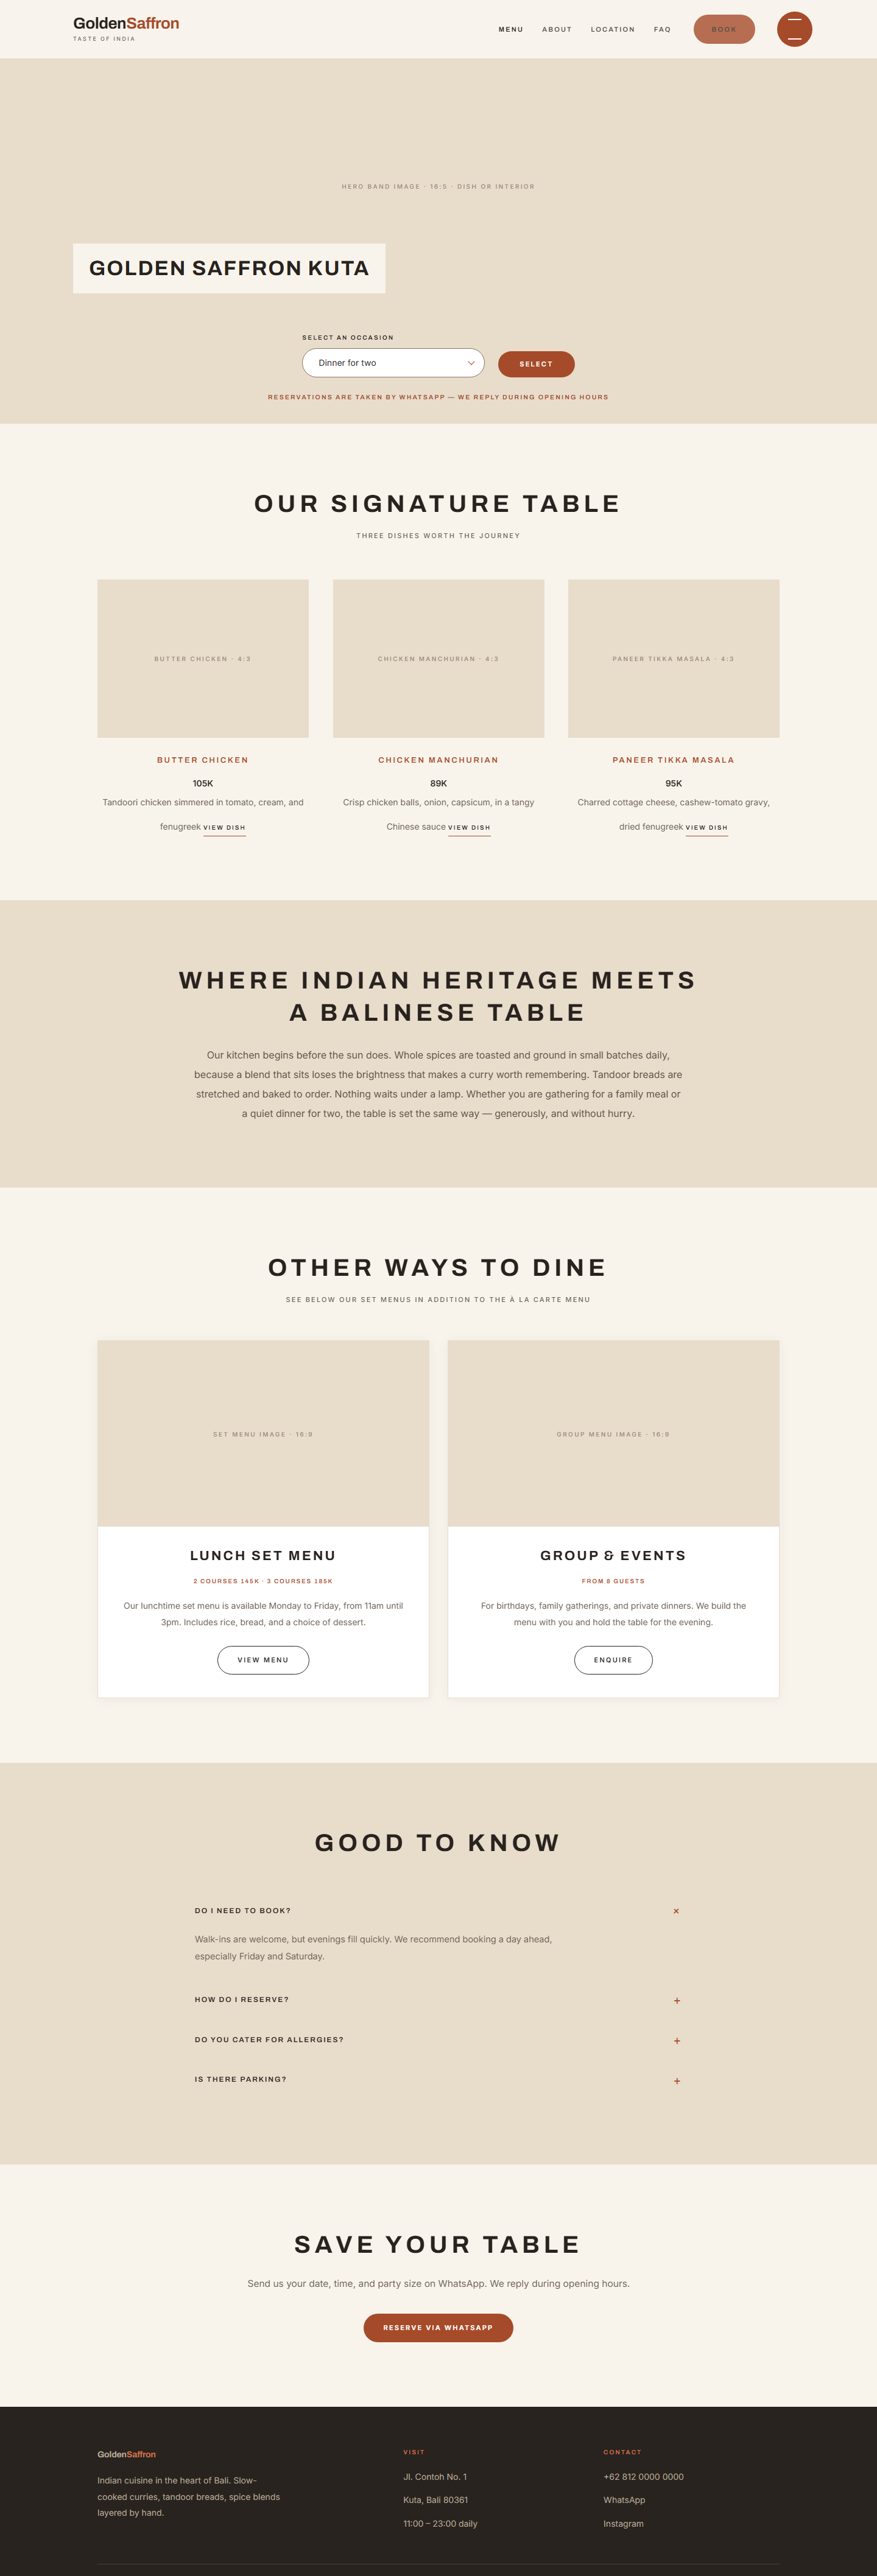 GoldenSaffron
TASTE OF INDIA
MENU
ABOUT
LOCATION
FAQ
BOOK
HERO BAND IMAGE · 16:5 · DISH OR INTERIOR
GOLDEN SAFFRON KUTA
SELECT AN OCCASION
Dinner for two
SELECT
RESERVATIONS ARE TAKEN BY WHATSAPP — WE REPLY DURING OPENING HOURS
OUR SIGNATURE TABLE
THREE DISHES WORTH THE JOURNEY
BUTTER CHICKEN · 4:3
BUTTER CHICKEN
105K
Tandoori chicken simmered in tomato, cream, and
fenugreek VIEW DISH
CHICKEN MANCHURIAN · 4:3
CHICKEN MANCHURIAN
89K
Crisp chicken balls, onion, capsicum, in a tangy
Chinese sauce VIEW DISH
PANEER TIKKA MASALA · 4:3
PANEER TIKKA MASALA
95K
Charred cottage cheese, cashew-tomato gravy,
dried fenugreek VIEW DISH
WHERE INDIAN HERITAGE MEETS
A BALINESE TABLE
Our kitchen begins before the sun does. Whole spices are toasted and ground in small batches daily,
because a blend that sits loses the brightness that makes a curry worth remembering. Tandoor breads are
stretched and baked to order. Nothing waits under a lamp. Whether you are gathering for a family meal or
a quiet dinner for two, the table is set the same way — generously, and without hurry.
OTHER WAYS TO DINE
SEE BELOW OUR SET MENUS IN ADDITION TO THE À LA CARTE MENU
SET MENU IMAGE · 16:9
LUNCH SET MENU
2 COURSES 145K · 3 COURSES 185K
Our lunchtime set menu is available Monday to Friday, from 11am until
3pm. Includes rice, bread, and a choice of dessert.
VIEW MENU
GROUP MENU IMAGE · 16:9
GROUP & EVENTS
FROM 8 GUESTS
For birthdays, family gatherings, and private dinners. We build the
menu with you and hold the table for the evening.
ENQUIRE
GOOD TO KNOW
DO I NEED TO BOOK?
Walk-ins are welcome, but evenings fill quickly. We recommend booking a day ahead,
especially Friday and Saturday.
HOW DO I RESERVE?
DO YOU CATER FOR ALLERGIES?
IS THERE PARKING?
SAVE YOUR TABLE
Send us your date, time, and party size on WhatsApp. We reply during opening hours.
RESERVE VIA WHATSAPP
GoldenSaffron
Indian cuisine in the heart of Bali. Slow-
cooked curries, tandoor breads, spice blends
layered by hand.
VISIT
Jl. Contoh No. 1
Kuta, Bali 80361
11:00 – 23:00 daily
CONTACT
+62 812 0000 0000
WhatsApp
Instagram